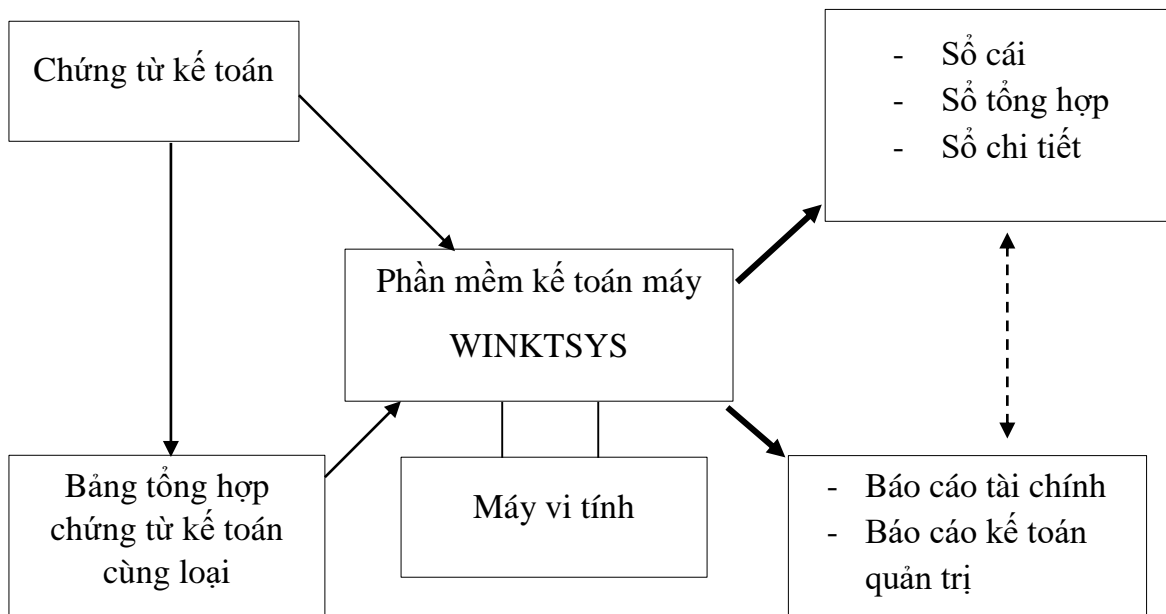 Chứng từ kế toán
- Sổ cái
- Sổ tổng hợp
- Sổ chi tiết
Phần mềm kế toán máy
WINKTSYS
Bảng tổng hợp
chứng từ kế toán
cùng loại
Máy vi tính
- Báo cáo tài chính
- Báo cáo kế toán
quản trị